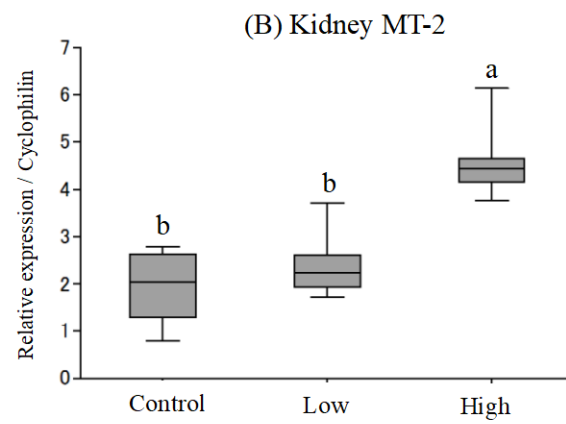 (B) Kidney MT-2
Relative expression / Cyclophilin
7
6
5
4
3
2
1
0
b
b
a
Control
Low
High